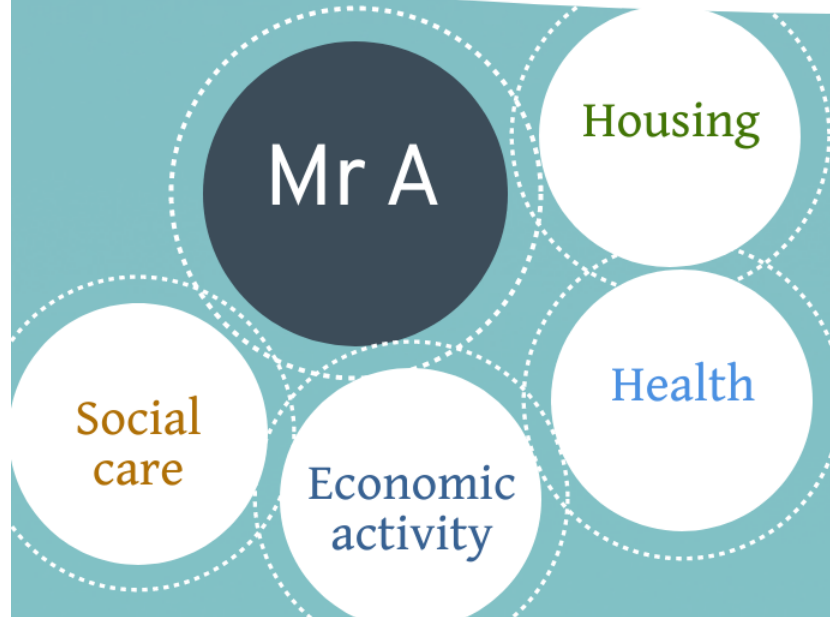 Mr A
Housing
Health
Social
care
Economic
activity